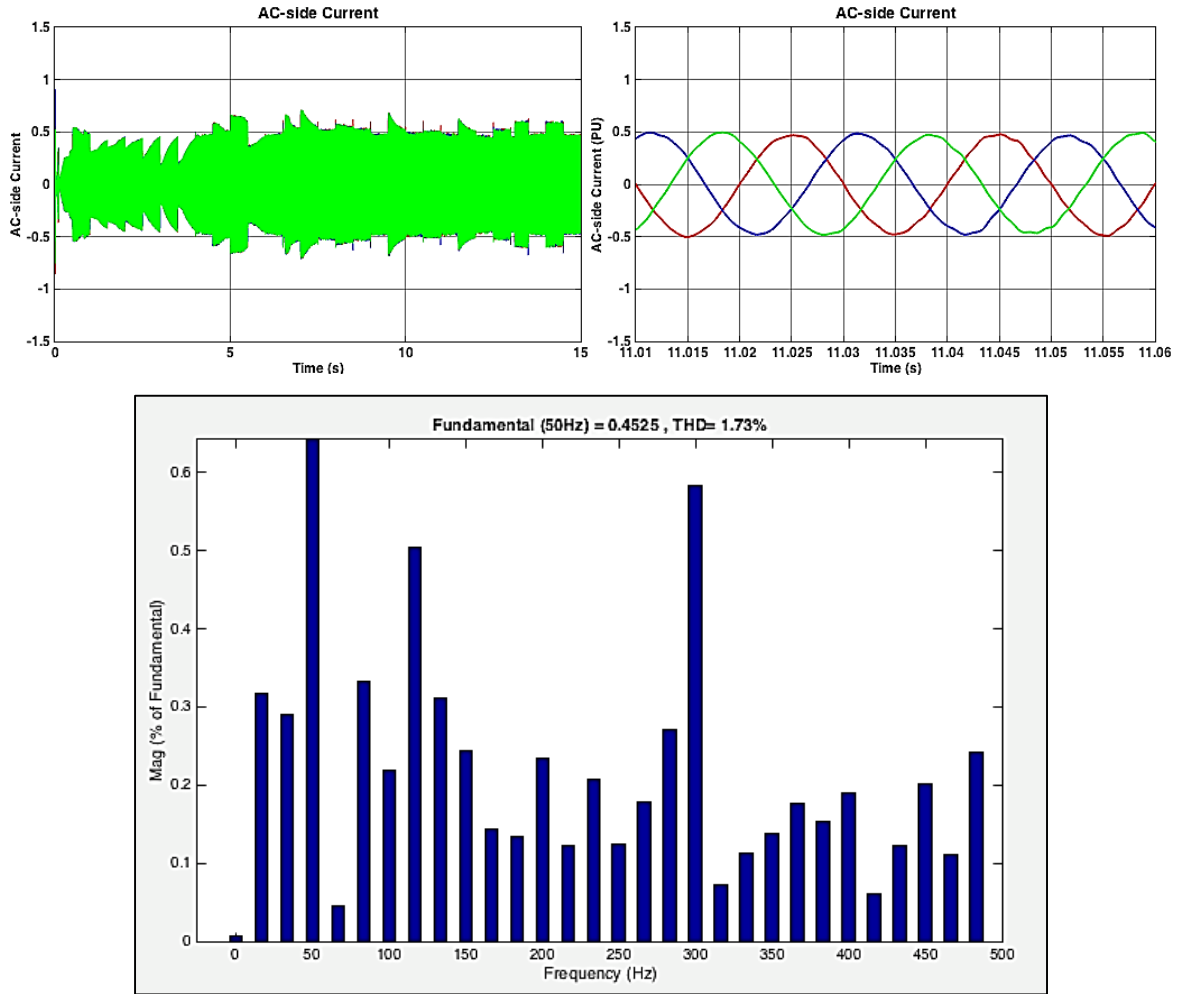 AC-side Current
1.5
1
0.5
0
-0.5
-1
-1.5
AC-side Current
0 5 10 15
Time (s)
AC-side Current
1.5
1
0.5
0
-0.5
-1
-1.5
AC-side Current (PU)
11.01 11.015 11.02 11.025 11.03 11.035 11.04 11.045 11.05 11.055 11.06
Time (s)
Fundamental (50Hz) = 0.4525 , THD= 1.73%
0.6
0.5
0.4
0.3
0.2
0.1
0
Mag (% of Fundamental)
0 50 100 150 200 250 300 350 400 450 500
Frequency (Hz)